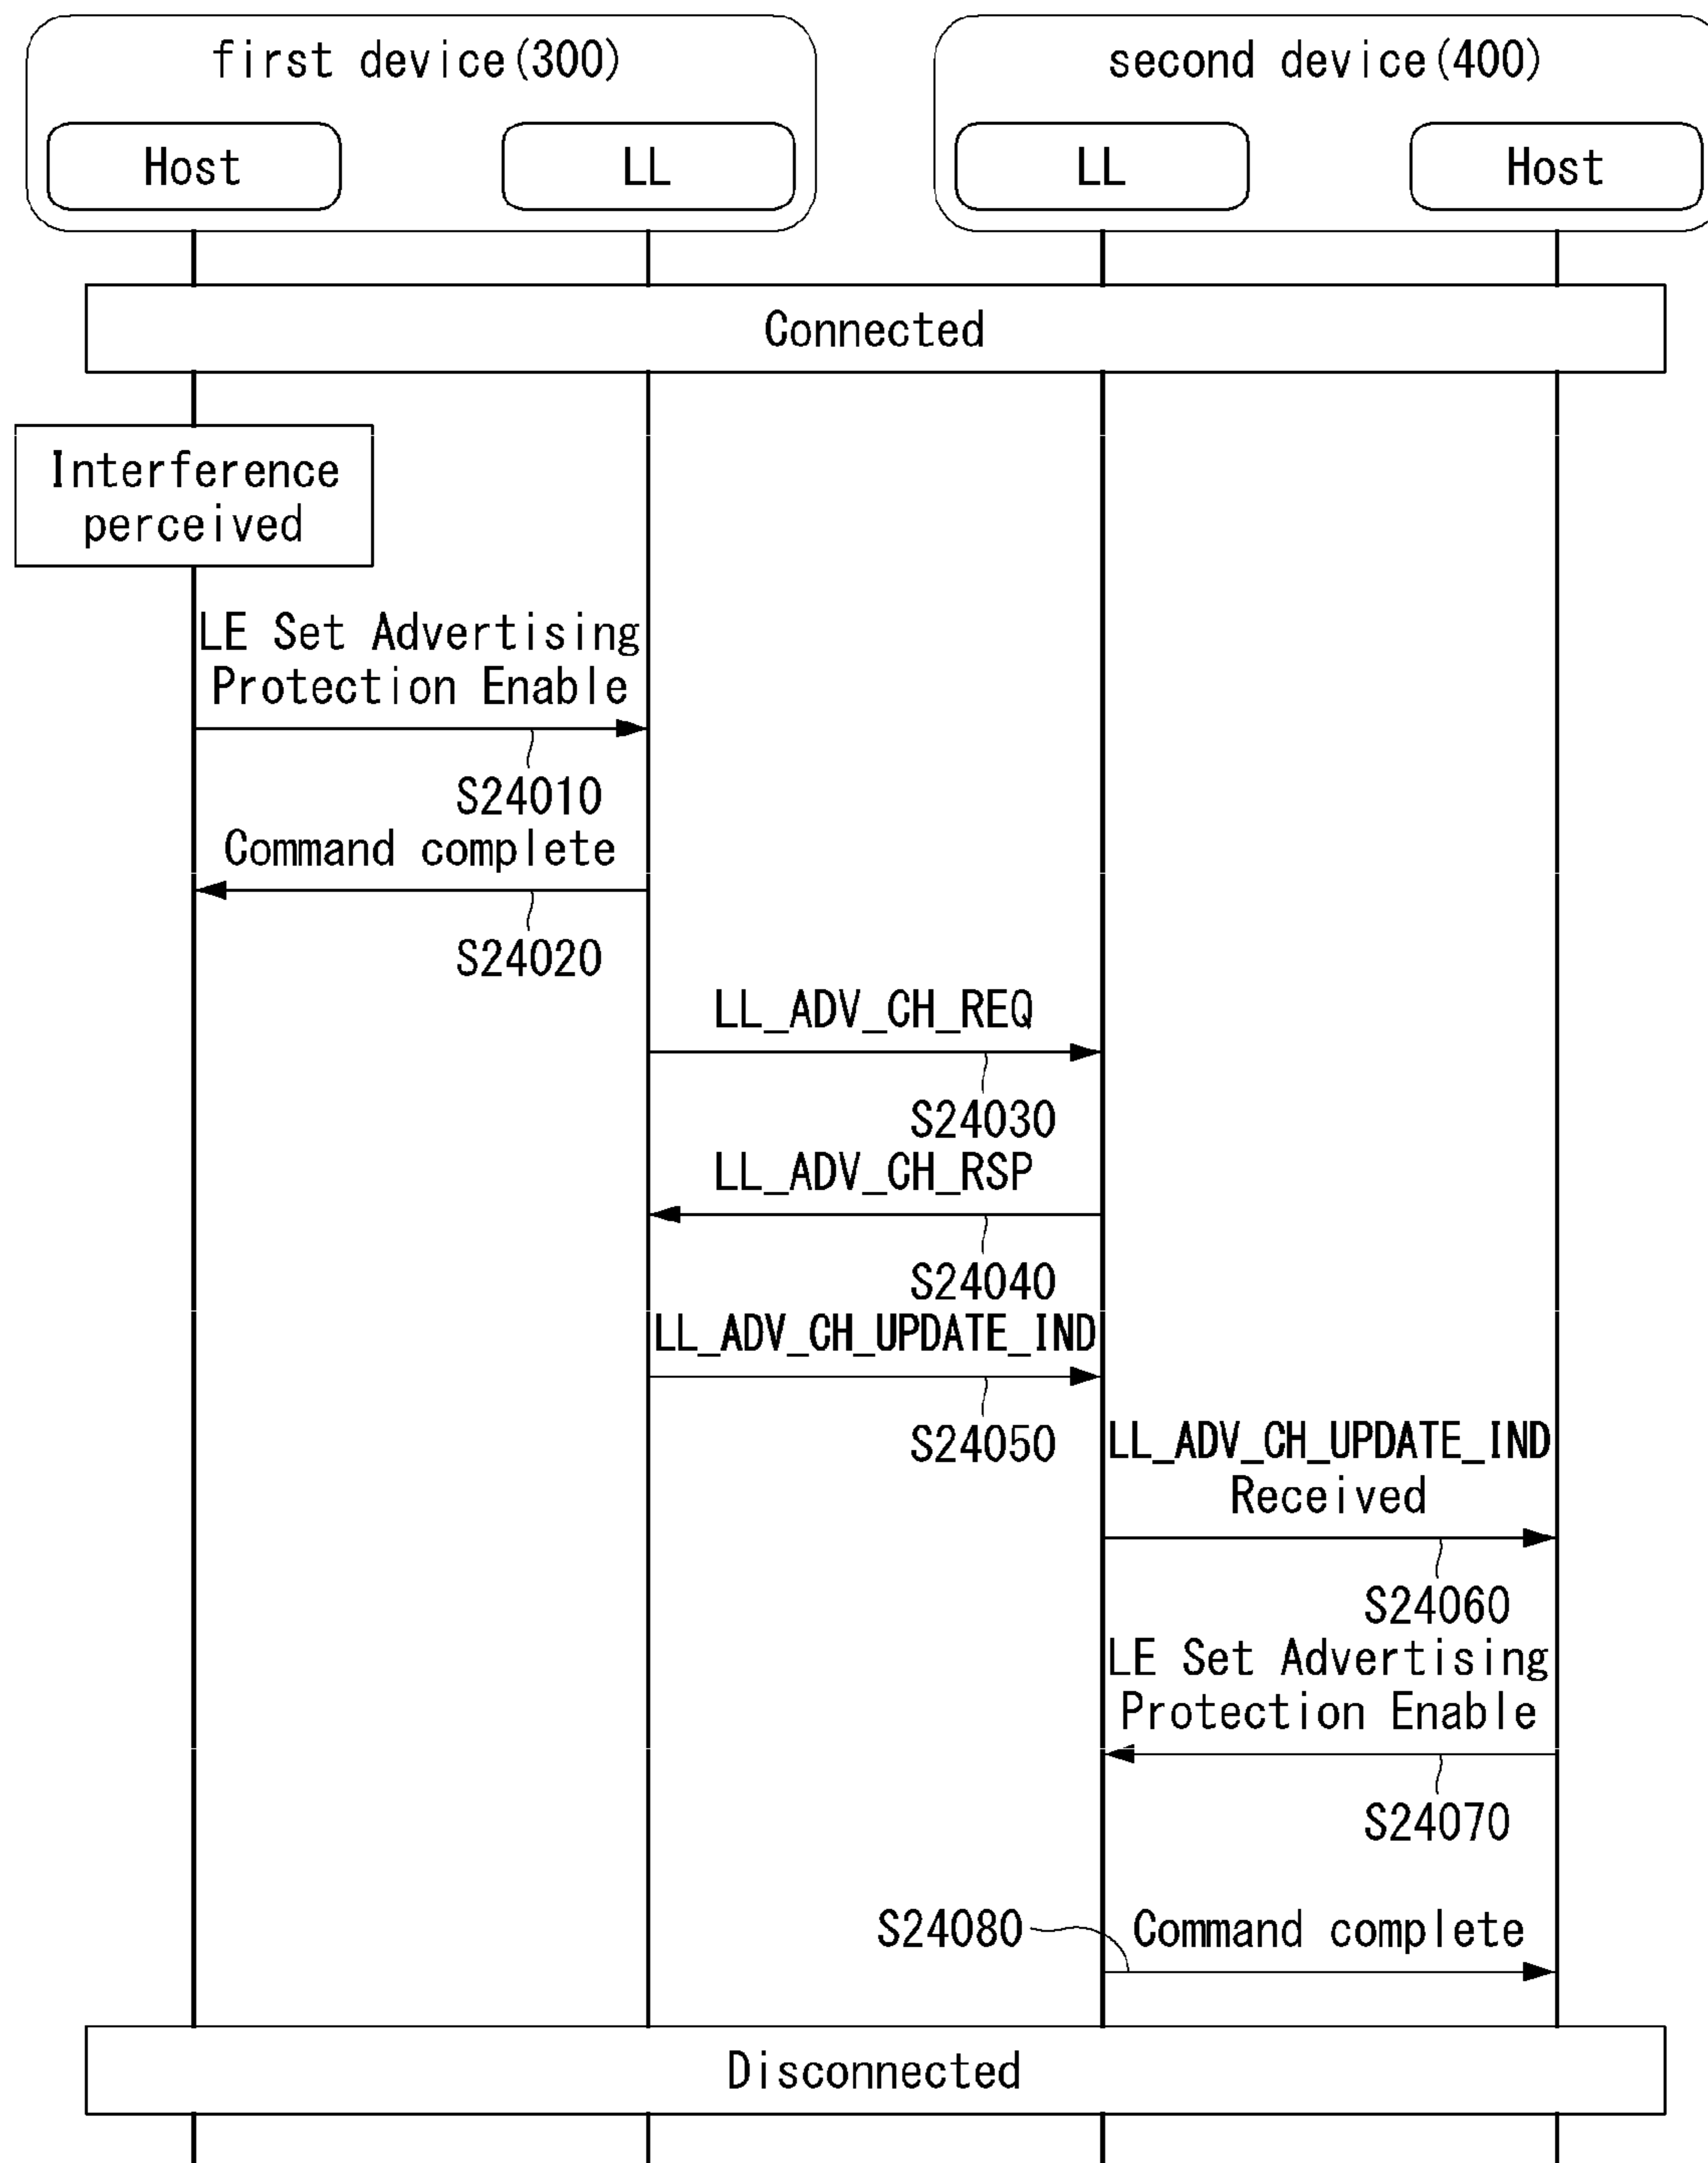 first device(300)
second device(400)
Host
LL
LL
Host
Connected
Interference
perceived
LE Set Advertising
Protection Enable
S24010
Command complete
S24020
LL_ADV_CH_REQ
S24030
LL_ADV_CH_RSP
S24040
LL_ADV_CH_UPDATE_IND
S24050
LL_ADV_CH_UPDATE_IND
Received
S24060
LE Set Advertising
Protection Enable
S24070
S24080
Command complete
Disconnected